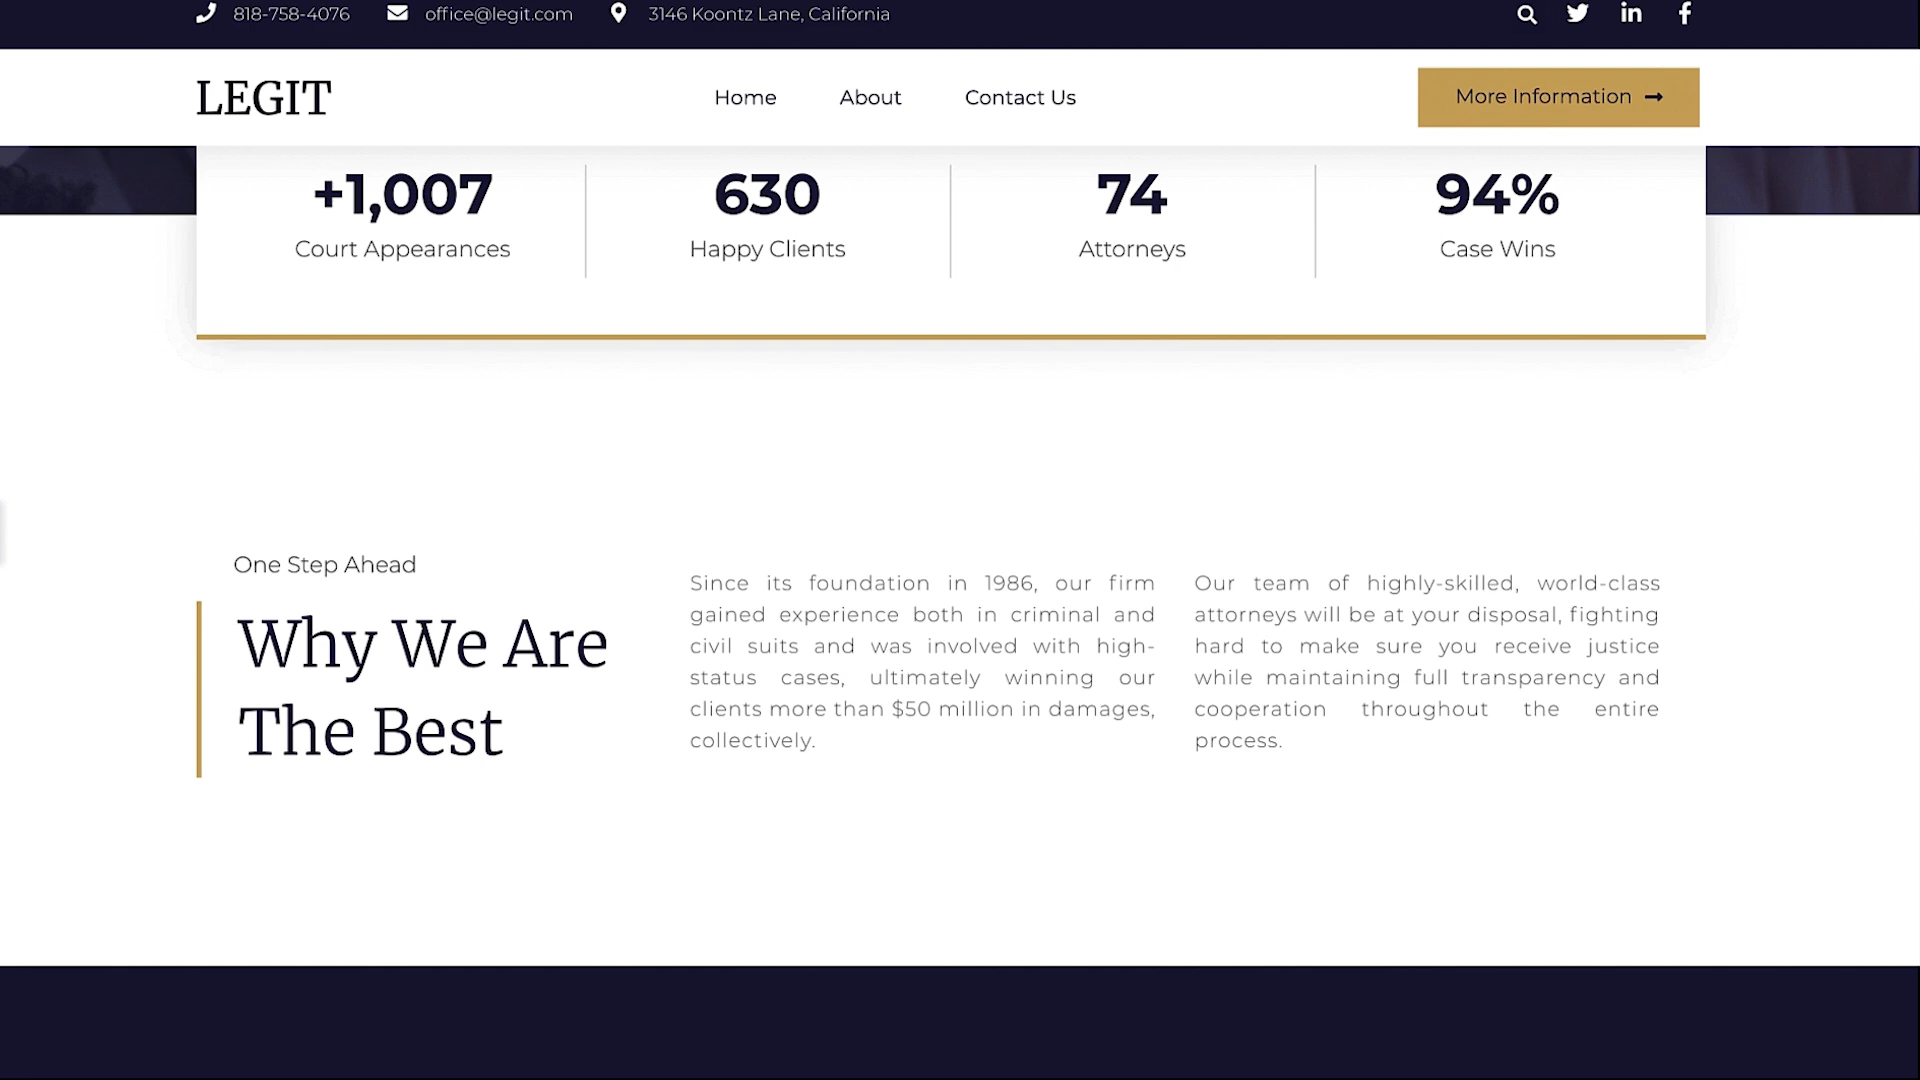 818-758-4076 office@legit.com 3146 Koontz Lane, California
LEGIT Home About Contact Us More Information
+1,007 630 74 94%
Court Appearances Happy Clients Attorneys Case Wins
One Step Ahead
Why We Are
The Best
Since its foundation in 1986, our firm
gained experience both in criminal and
civil suits and was involved with high-
status cases, ultimately winning our
clients more than $50 million in damages,
collectively.
Our team of highly-skilled, world-class
attorneys will be at your disposal, fighting
hard to make sure you receive justice
while maintaining full transparency and
cooperation throughout the entire
process.